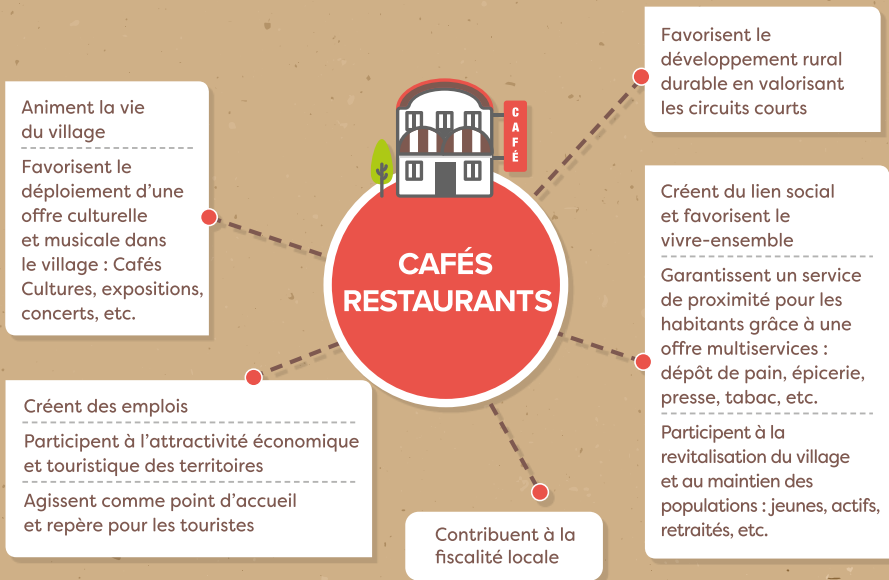 CAFÉ
CAFÉS
RESTAURANTS
Animent la vie
du village
Favorisent le
déploiement d'une
offre culturelle
et musicale dans
le village : Cafés
Cultures, expositions,
concerts, etc.
Créent des emplois
Participent à l'attractivité économique
et touristique des territoires
Agissent comme point d'accueil
et repère pour les touristes
Contribuent à la
fiscalité locale
Favorisent le
développement rural
durable en valorisant
les circuits courts
Créent du lien social
et favorisent le
vivre-ensemble
Garantissent un service
de proximité pour les
habitants grâce à une
offre multiservices :
dépôt de pain, épicerie,
presse, tabac, etc.
Participent à la
revitalisation du village
et au maintien des
populations : jeunes, actifs,
retraités, etc.